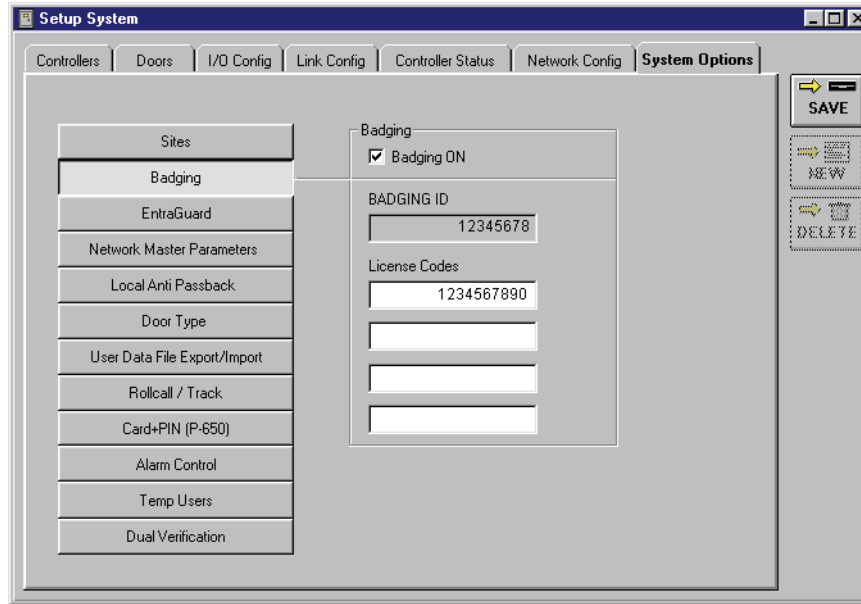 Setup System
Controllers Doors I/O Config Link Config Controller Status Network Config System Options
SAVE
NEW
DELETE
Sites
Badging
EntraGuard
Network Master Parameters
Local Anti Passback
Door Type
User Data File Export/Import
Rollcall / Track
Card+PIN (P-650)
Alarm Control
Temp Users
Dual Verification
Badging
Badging ON
BADGING ID
12345678
License Codes
1234567890